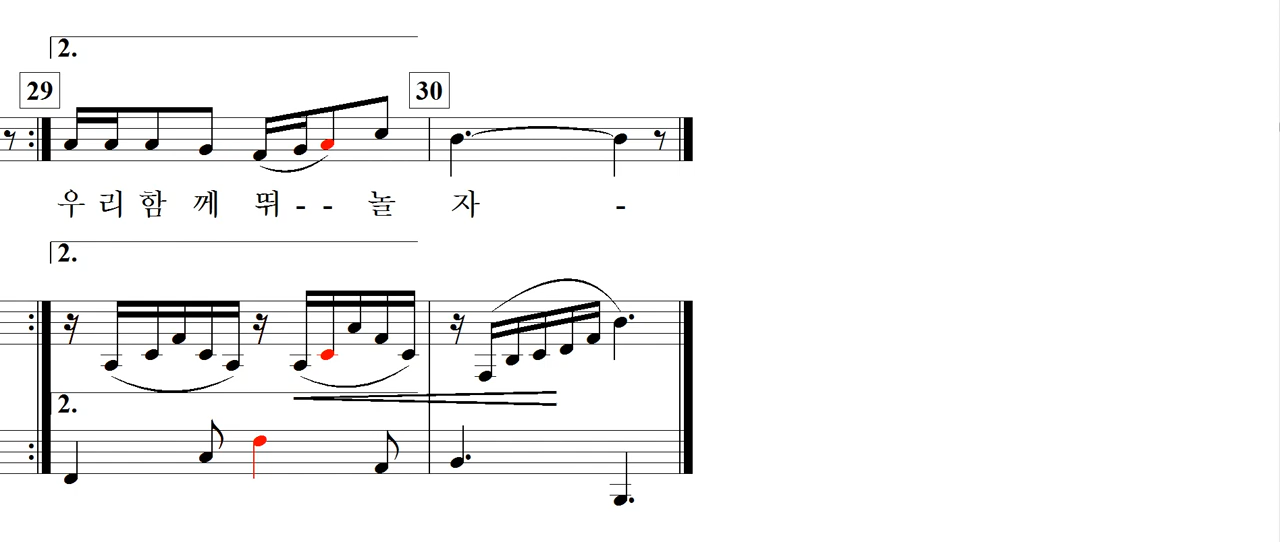 2.
29 30
우 리 함 께 뛰 - - 놀 자 -
2.
2.